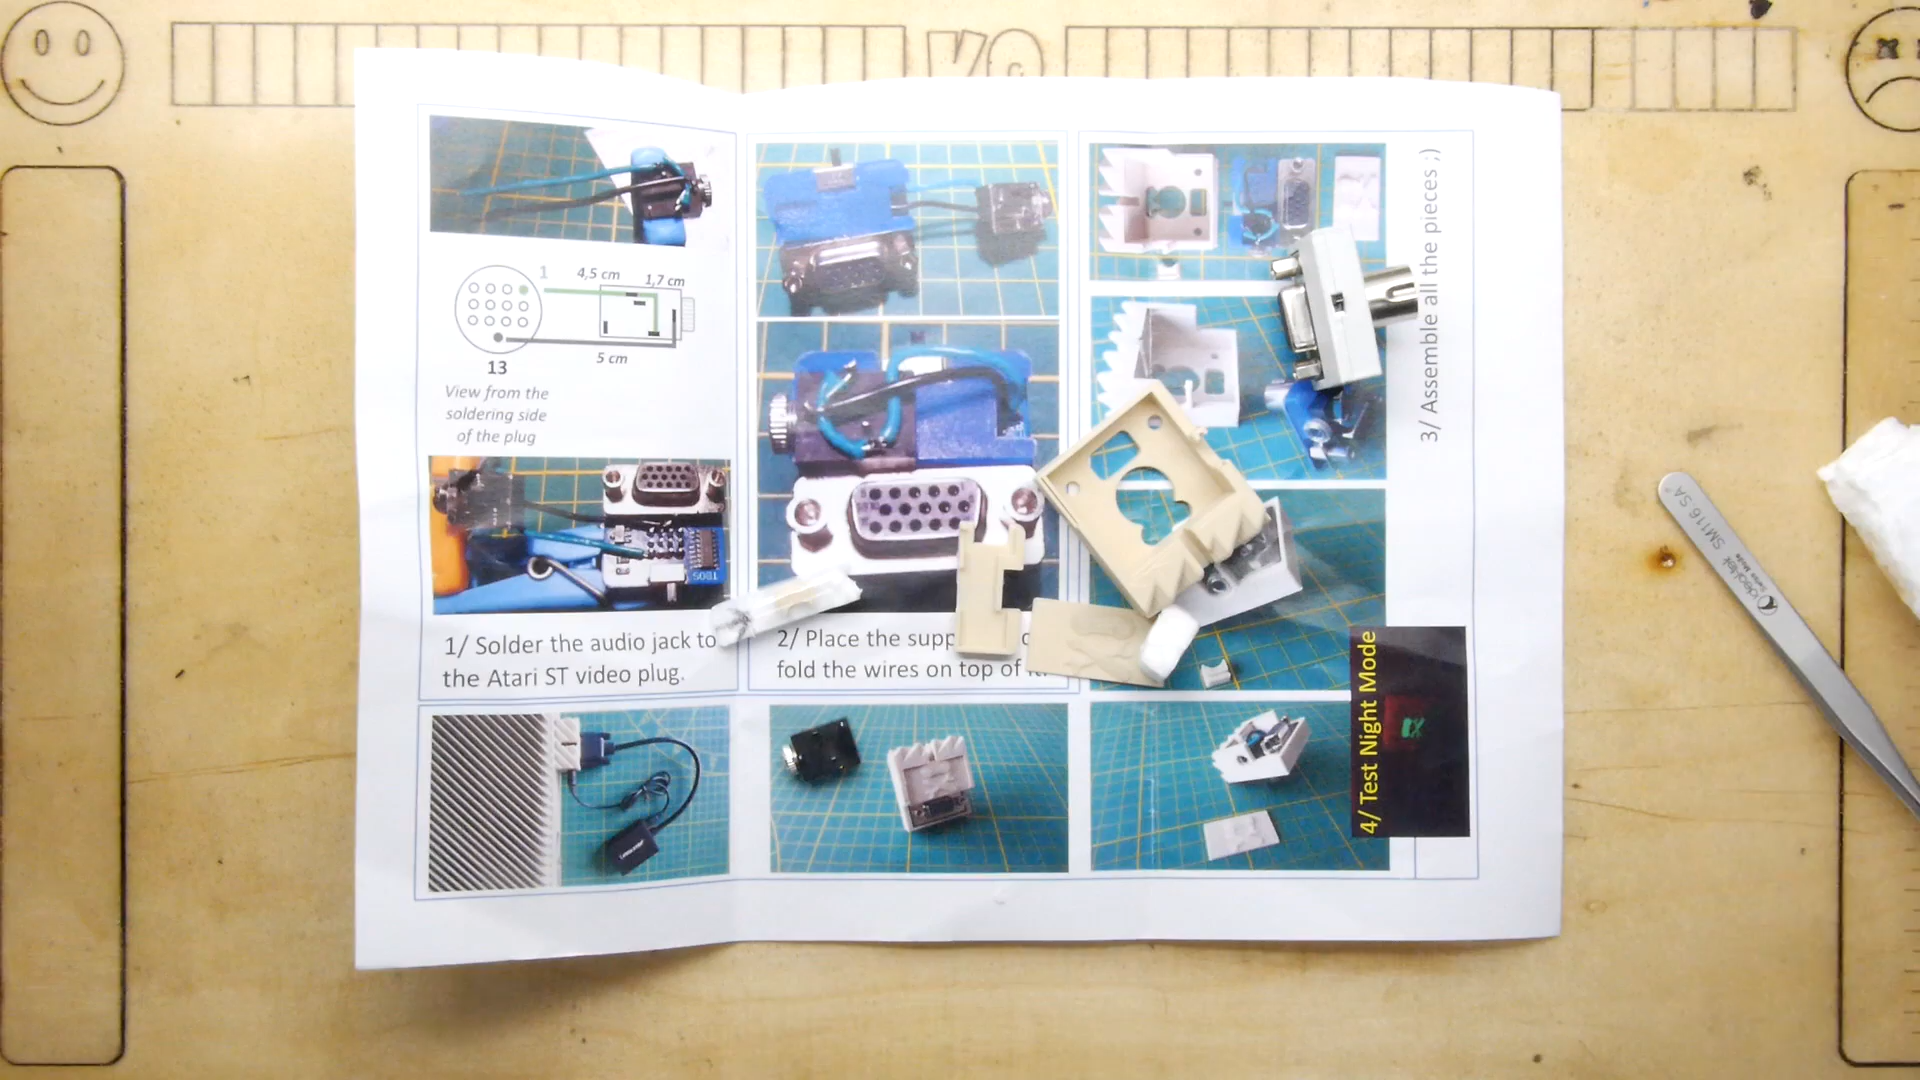 1
4,5 cm
1,7 cm
5 cm
13
View from the
soldering side
of the plug
1/ Solder the audio jack to
the Atari ST video plug.
2/ Place the
fold the wires on top of it.
3/ Assemble all the pieces ;)
4/ Test Night Mode
SM116 SA